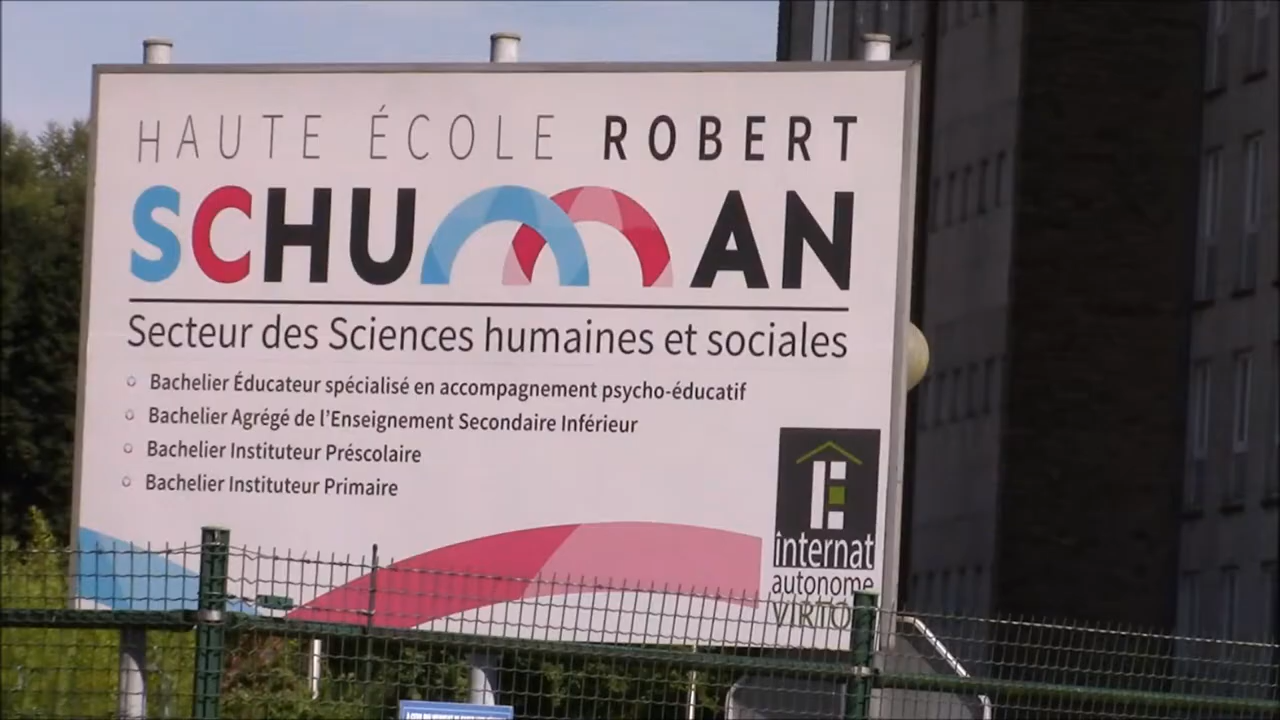 HAUTE ÉCOLE ROBERT
SCHUMAN
Secteur des Sciences humaines et sociales
Bachelier Éducateur spécialisé en accompagnement psycho-éducatif
Bachelier Agrégé de l'Enseignement Secondaire Inférieur
Bachelier Instituteur Préscolaire
Bachelier Instituteur Primaire
internat
autonome
VIRTO